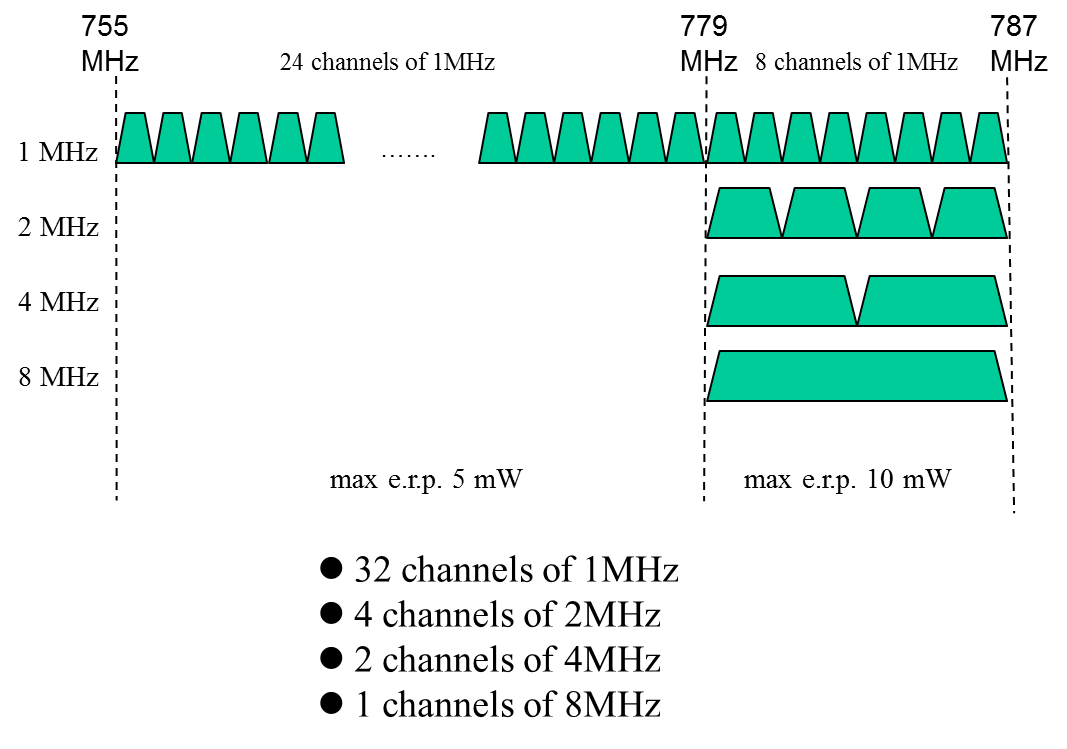 755
MHz
24 channels of 1MHz
779
MHz
8 channels of 1MHz
787
MHz
1 MHz
.......
2 MHz
4 MHz
8 MHz
max e.r.p. 5 mW
max e.r.p. 10 mW
● 32 channels of 1MHz
● 4 channels of 2MHz
● 2 channels of 4MHz
● 1 channels of 8MHz